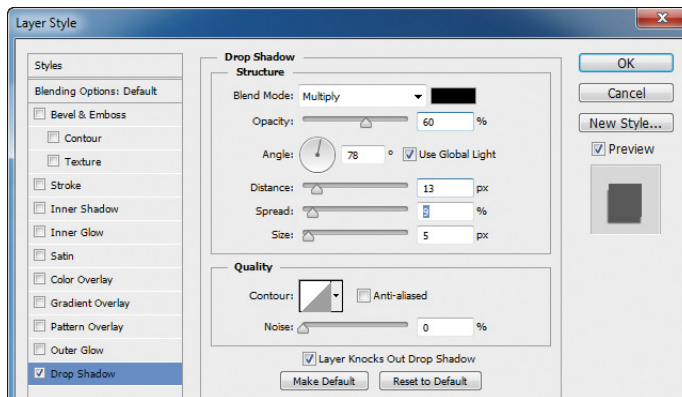 Layer Style
Styles
Blending Options: Default
Bevel & Emboss
Contour
Texture
Stroke
Inner Shadow
Inner Glow
Satin
Color Overlay
Gradient Overlay
Pattern Overlay
Outer Glow
Drop Shadow
Drop Shadow
Structure
Blend Mode: Multiply
Opacity: 60 %
Angle: 78 ° Use Global Light
Distance: 13 px
Spread: 9 %
Size: 5 px
Quality
Contour: Anti-aliased
Noise: 0 %
Layer Knocks Out Drop Shadow
Make Default Reset to Default
OK
Cancel
New Style...
Preview